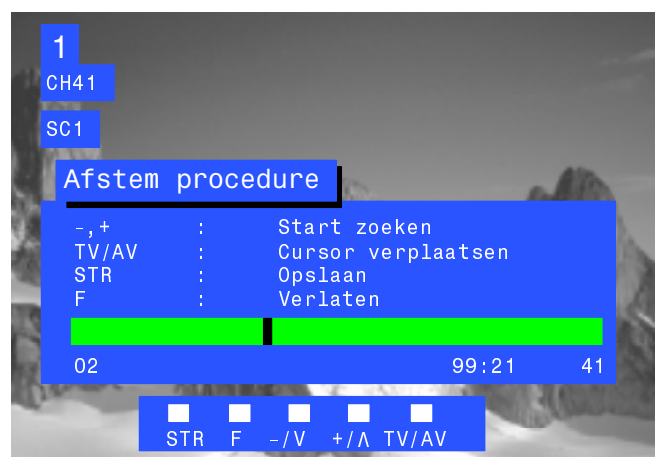 1
CH41
SC1
Afstem procedure
-,+ : Start zoeken
TV/AV : Cursor verplaatsen
STR : Opslaan
F : Verlaten
02 99:21 41
STR F -/V +/Λ TV/AV